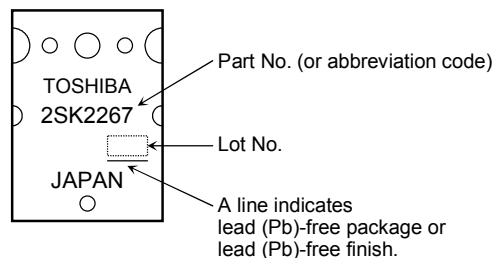 TOSHIBA
2SK2267
JAPAN
Part No. (or abbreviation code)
Lot No.
A line indicates
lead (Pb)-free package or
lead (Pb)-free finish.